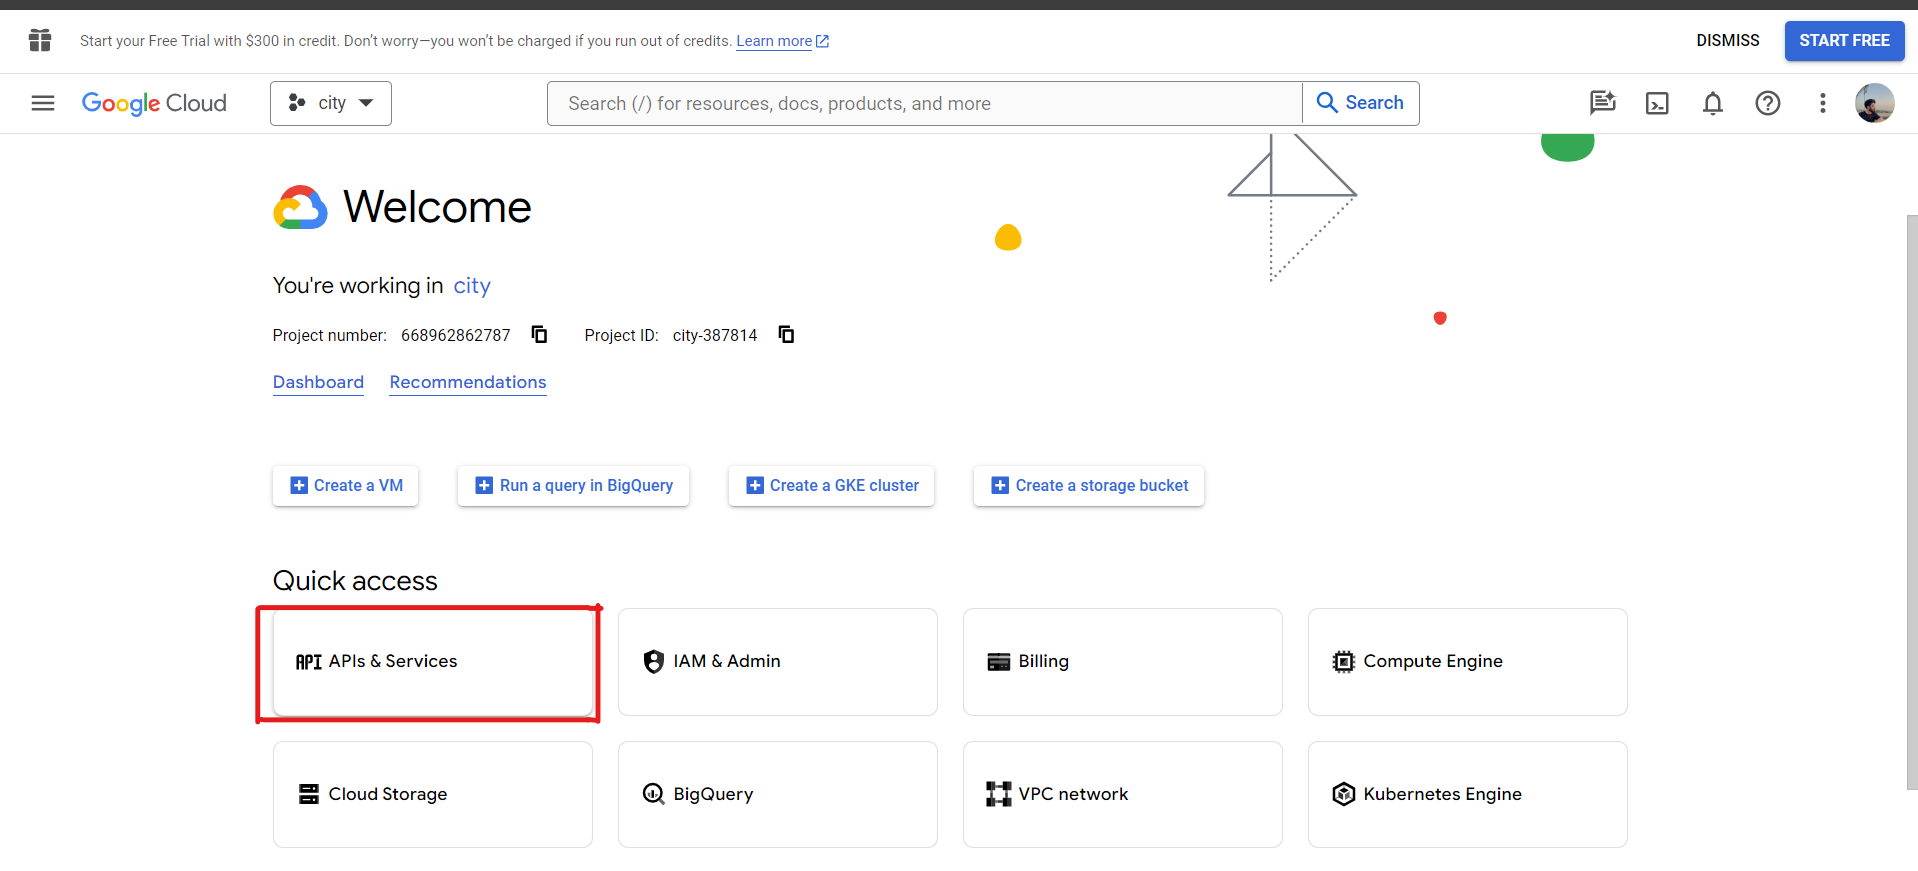 Start your Free Trial with $300 in credit. Don't worry—you won't be charged if you run out of credits. Learn more
DISMISS
START FREE
Google Cloud
city
Search (/) for resources, docs, products, and more
Search
Welcome
You're working in city
Project number: 668962862787 Project ID: city-387814
Dashboard Recommendations
Create a VM
Run a query in BigQuery
Create a GKE cluster
Create a storage bucket
Quick access
API APIs & Services
IAM & Admin
Billing
Compute Engine
Cloud Storage
BigQuery
VPC network
Kubernetes Engine